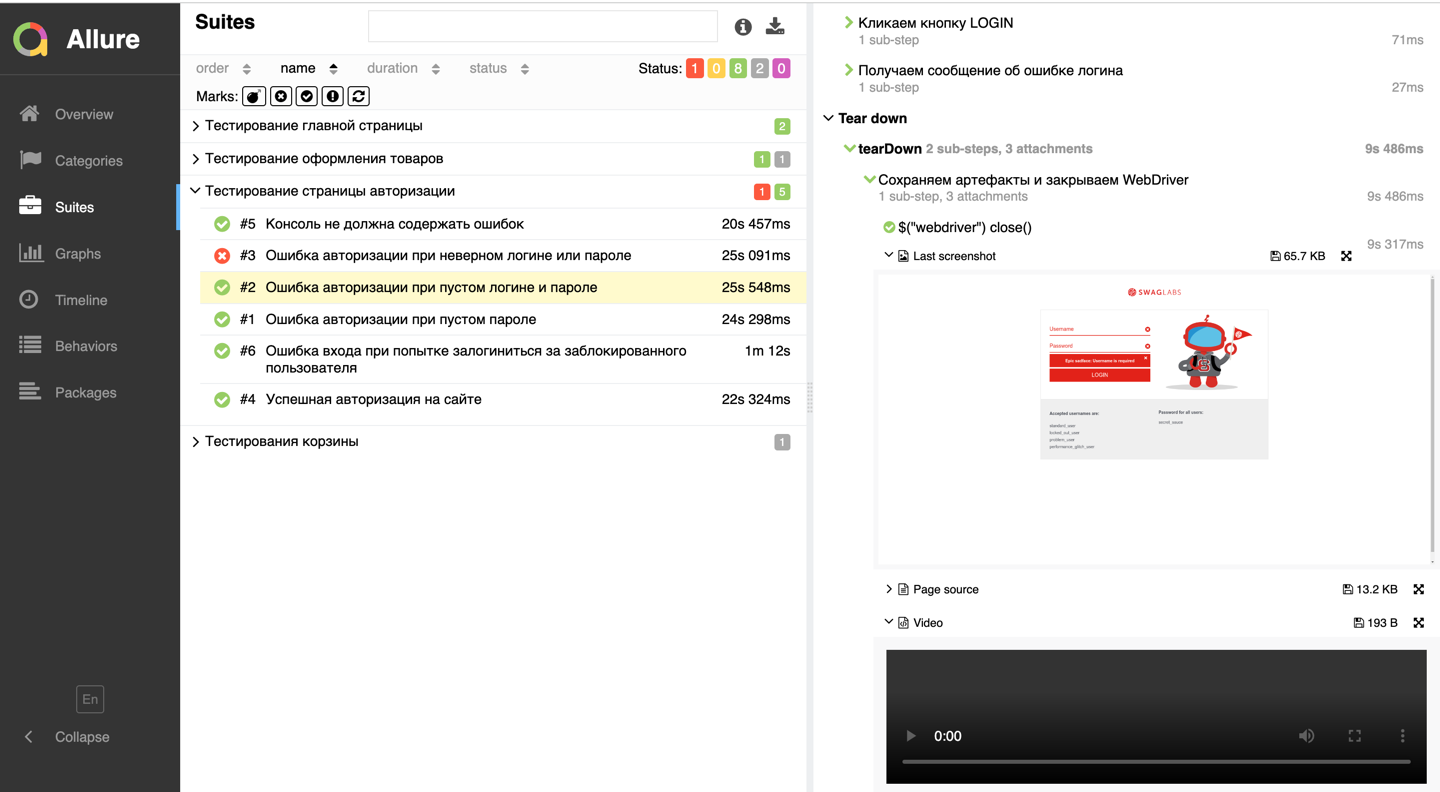 Allure
Overview
Categories
Suites
Graphs
Timeline
Behaviors
Packages
En
Collapse
Suites
order name duration status Status: 1 0 8 2 0
Marks:
Тестирование главной страницы 2
Тестирование оформления товаров 1 1
Тестирование страницы авторизации 1 5
#5 Консоль не должна содержать ошибок 20s 457ms
#3 Ошибка авторизации при неверном логине или пароле 25s 091ms
#2 Ошибка авторизации при пустом логине и пароле 25s 548ms
#1 Ошибка авторизации при пустом пароле 24s 298ms
#6 Ошибка входа при попытке залогиниться за заблокированного 1m 12s
пользователя
#4 Успешная авторизация на сайте 22s 324ms
Тестирования корзины 1
Кликаем кнопку LOGIN
1 sub-step 71ms
Получаем сообщение об ошибке логина
1 sub-step 27ms
Tear down
tearDown 2 sub-steps, 3 attachments 9s 486ms
Сохраняем артефакты и закрываем WebDriver
1 sub-step, 3 attachments 9s 486ms
$("webdriver") close()
9s 317ms
Last screenshot 65.7 KB
SWAGLABS
Username
Password
Epic sadface: Username is required
LOGIN
Accepted usernames are:
standard_user
locked_out_user
problem_user
performance_glitch_user
Password for all users:
secret_sauce
Page source 13.2 KB
Video 193 B
0:00